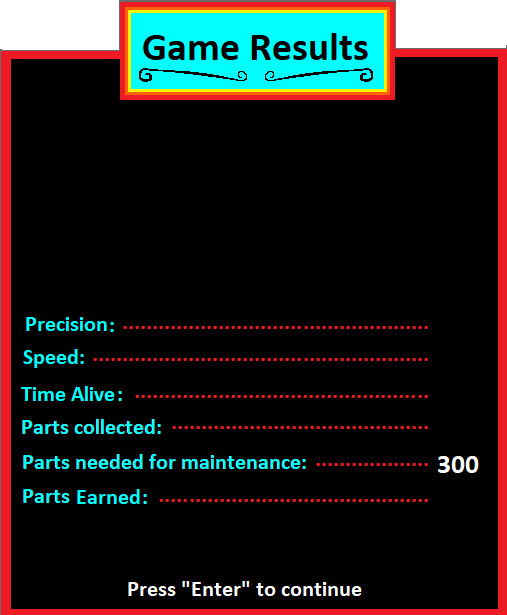 Game Results
Precision: ....................................................
Speed: .........................................................
Time Alive: ..................................................
Parts collected: ............................................
Parts needed for maintenance: ................... 300
Parts Earned: ..............................................
Press "Enter" to continue